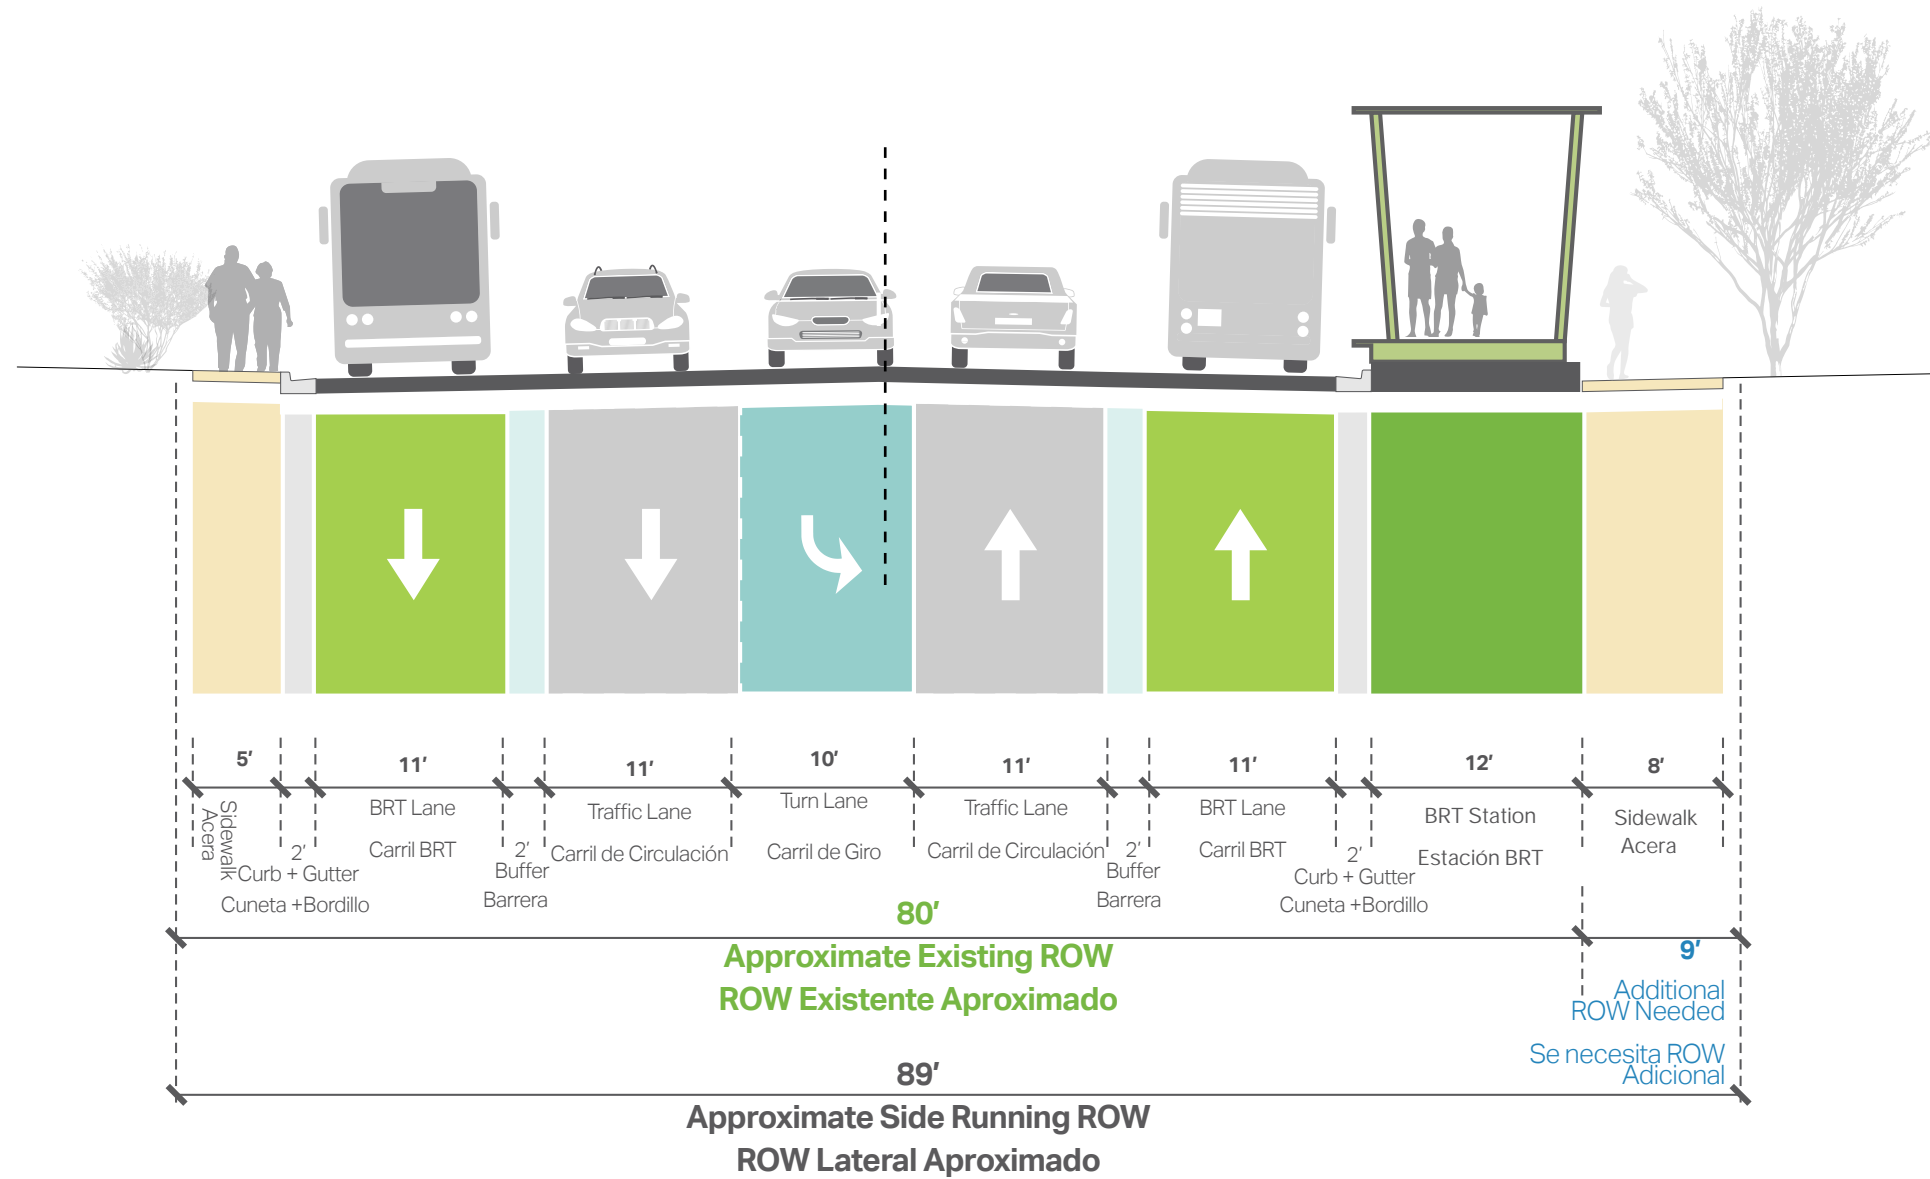 5′
11′
11′
10′
11′
11′
12′
8′
Sidewalk
Acera
2′
Curb + Gutter
Cuneta +Bordillo
BRT Lane
Carril BRT
2′
Buffer
Barrera
Traffic Lane
Carril de Circulación
Turn Lane
Carril de Giro
Traffic Lane
Carril de Circulación
2′
Buffer
Barrera
BRT Lane
Carril BRT
2′
Curb + Gutter
Cuneta +Bordillo
BRT Station
Estación BRT
Sidewalk
Acera
80′
Approximate Existing ROW
ROW Existente Aproximado
9′
Additional
ROW Needed
Se necesita ROW
Adicional
89′
Approximate Side Running ROW
ROW Lateral Aproximado